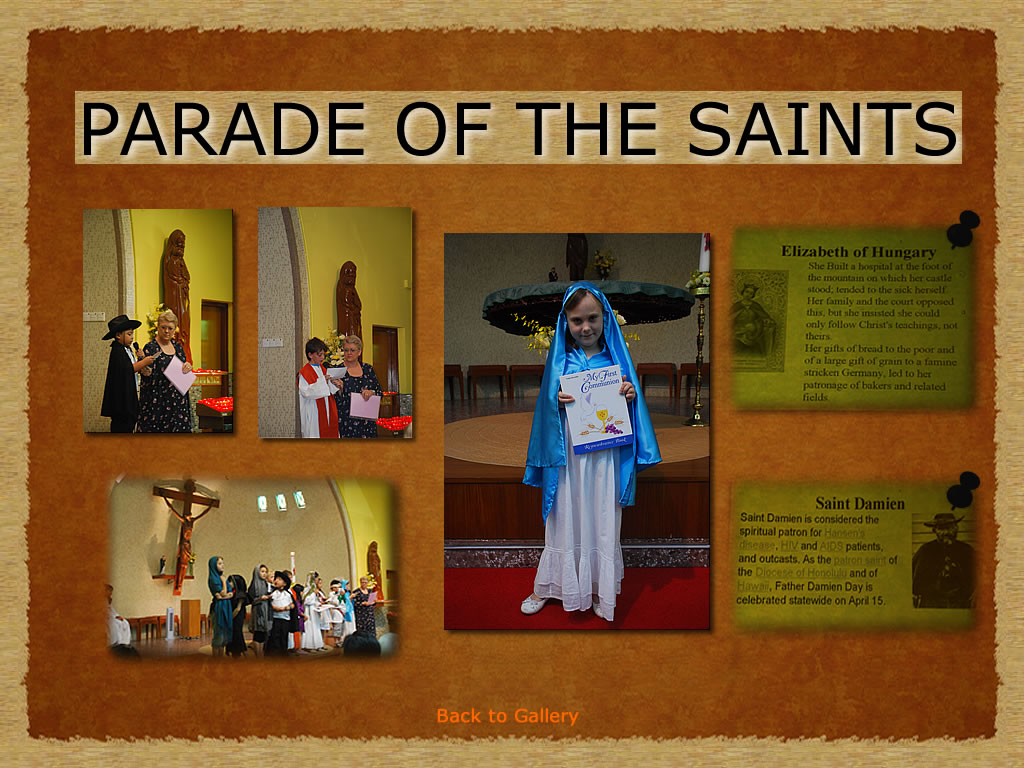 PARADE OF THE SAINTS
Elizabeth of Hungary
She Built a hospital at the foot of
the mountain on which her castle
stood; tended to the sick herself.
Her family and the court opposed
this, but she insisted she could
only follow Christ's teachings, not
theirs.
Her gifts of bread to the poor and
of a large gift of grain to a famine
stricken Germany, led to her
patronage of bakers and related
fields.
My First
Communion
Remembrance Book
Saint Damien
Saint Damien is considered the
spiritual patron for Hansen's
disease, HIV and AIDS patients,
and outcasts. As the patron saint of
the Diocese of Honolulu and of
Hawaii, Father Damien Day is
celebrated statewide on April 15.
Back to Gallery